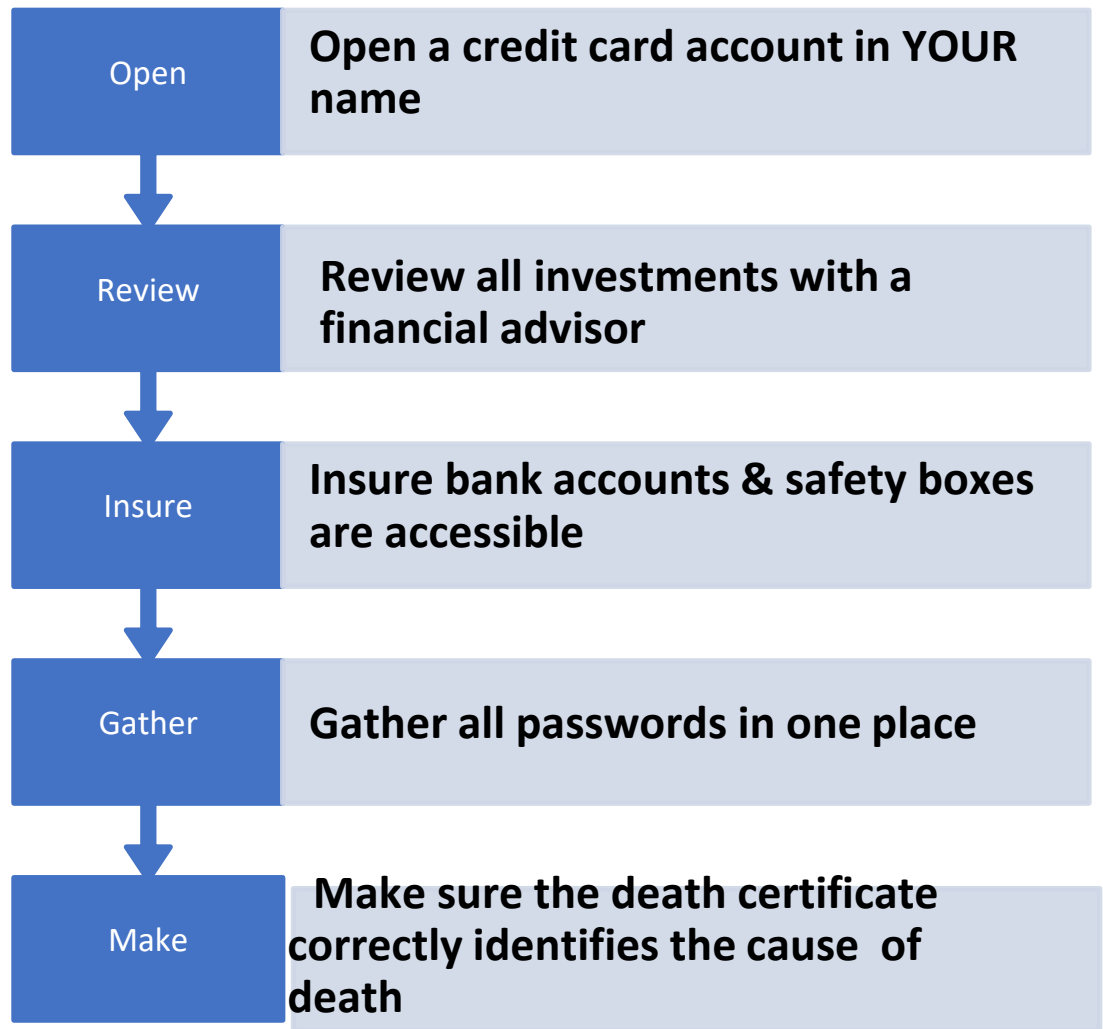 Open
Open a credit card account in YOUR
name
Review
Review all investments with a
financial advisor
Insure
Insure bank accounts & safety boxes
are accessible
Gather
Gather all passwords in one place
Make
Make sure the death certificate
correctly identifies the cause of
death